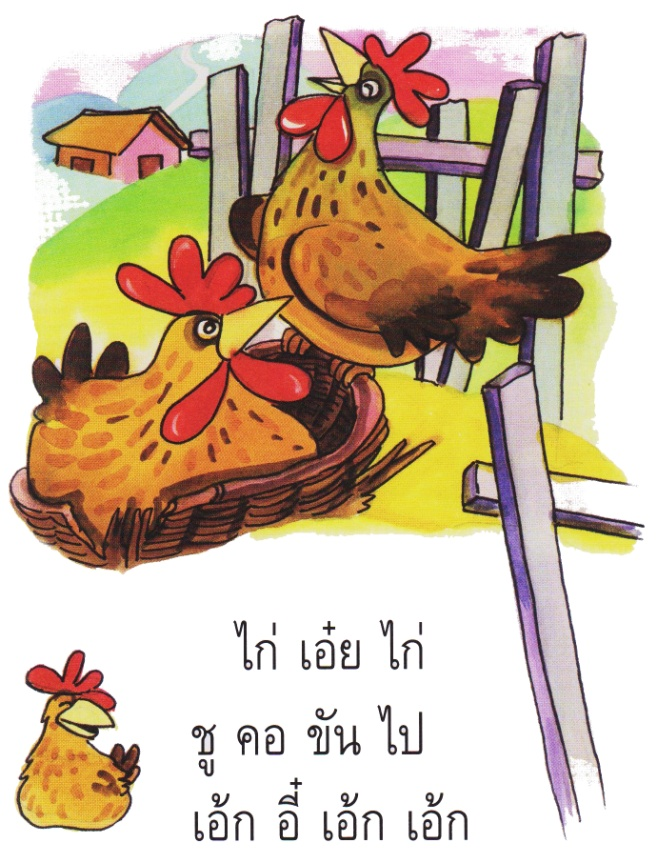 ไก่ เอ๋ย ไก่
ชู คอ ขัน ไป
เอ้ก อี๋ เอ้ก เอ้ก